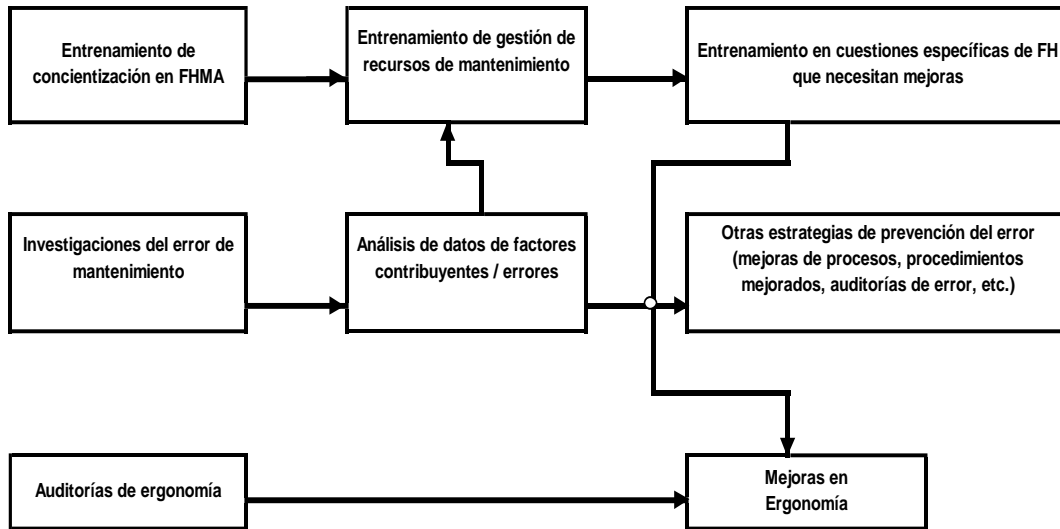 Entrenamiento de
concientización en FHMA
Entrenamiento de gestión de
recursos de mantenimiento
Entrenamiento en cuestiones específicas de FH
que necesitan mejoras
Investigaciones del error de
mantenimiento
Análisis de datos de factores
contribuyentes / errores
Otras estrategias de prevención del error
(mejoras de procesos, procedimientos
mejorados, auditorías de error, etc.)
Auditorías de ergonomía
Mejoras en
Ergonomía